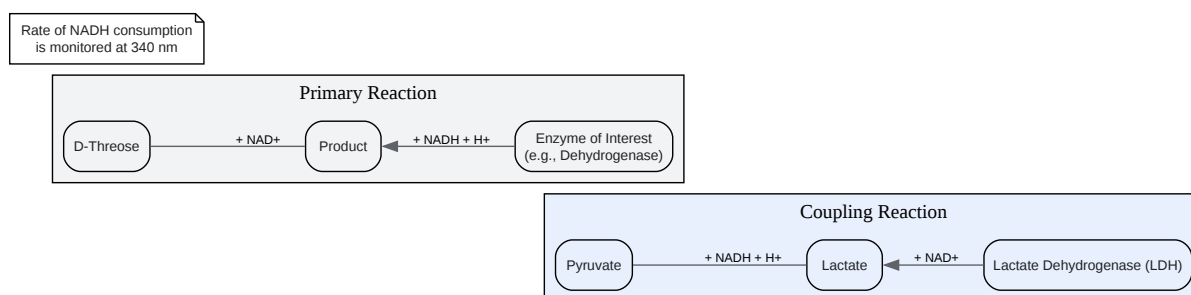 Rate of NADH consumption
is monitored at 340 nm
Primary Reaction
D-Threose
+ NAD+
Product
+ NADH + H+
Enzyme of Interest
(e.g., Dehydrogenase)
Coupling Reaction
Pyruvate
+ NADH + H+
Lactate
+ NAD+
Lactate Dehydrogenase (LDH)